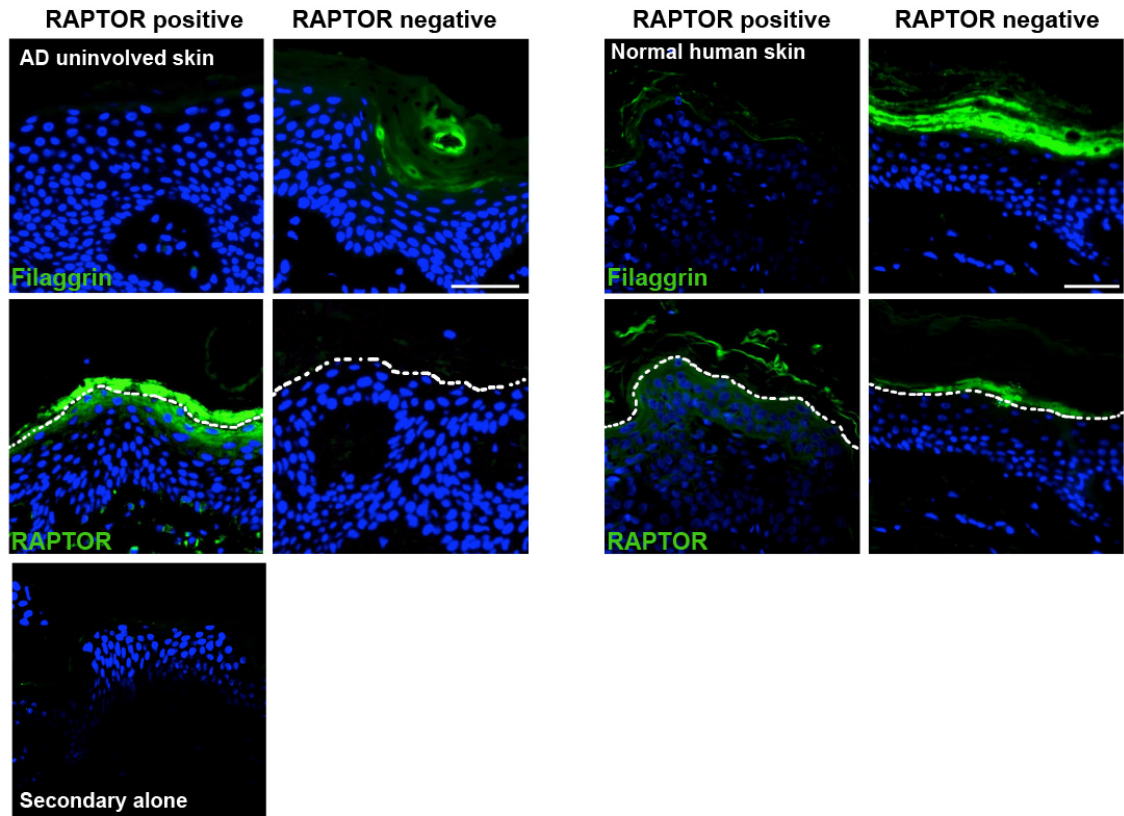 RAPTOR positive RAPTOR negative RAPTOR positive RAPTOR negative
AD uninvolved skin
Normal human skin
Filaggrin
Filaggrin
RAPTOR
RAPTOR
Secondary alone